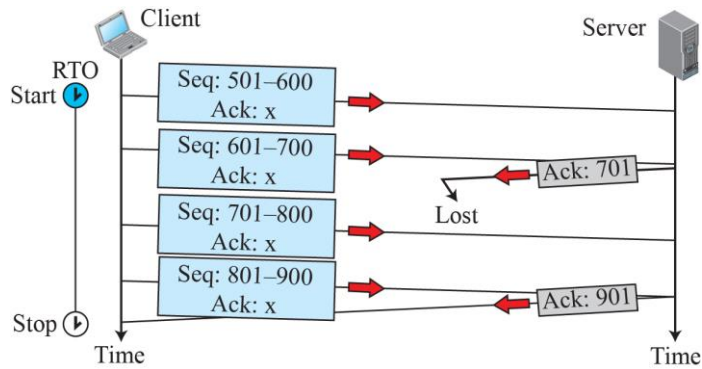 Client
Server
RTO
Start
Seq: 501–600
Ack: x
Seq: 601–700
Ack: x
Ack: 701
Lost
Seq: 701–800
Ack: x
Seq: 801–900
Ack: x
Ack: 901
Stop
Time
Time